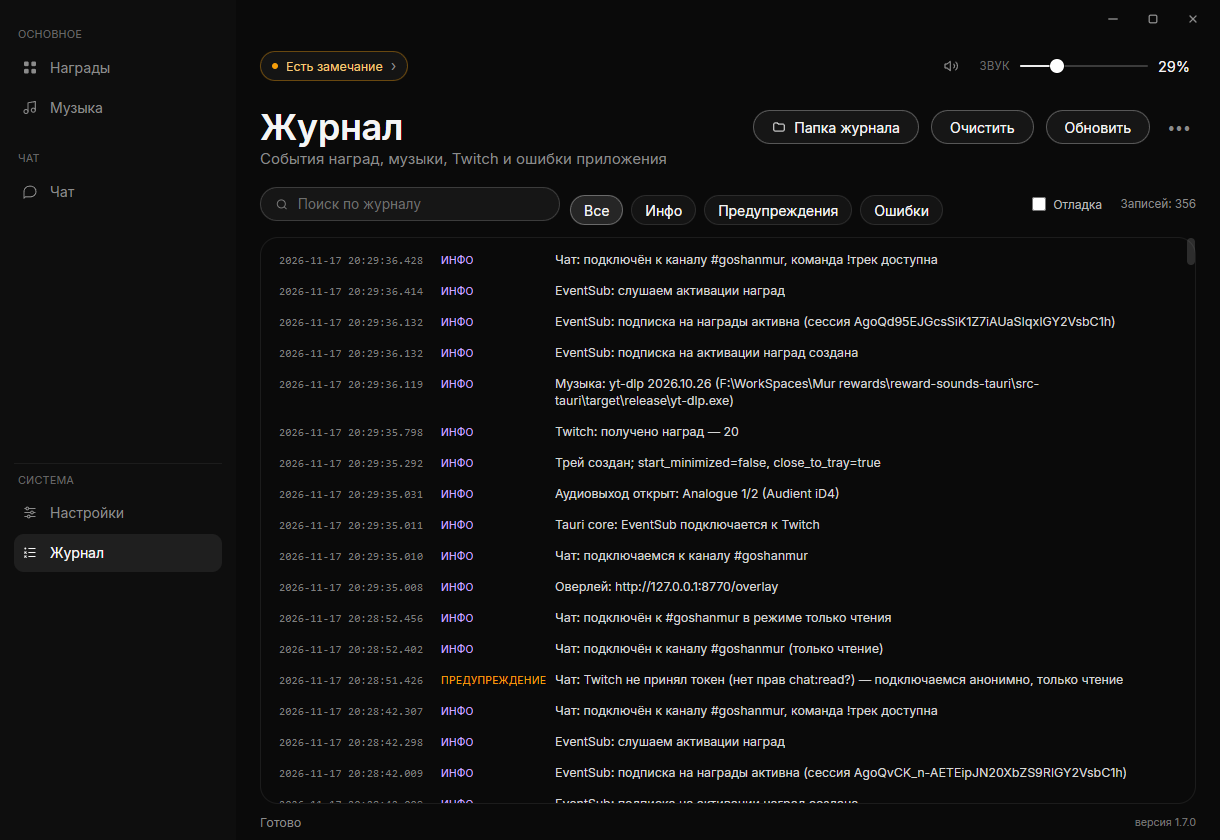 ОСНОВНОЕ
Награды
Музыка
ЧАТ
Чат
СИСТЕМА
Настройки
Журнал
Есть замечание
ЗВУК 29%
Журнал
Папка журнала Очистить Обновить
События наград, музыки, Twitch и ошибки приложения
Поиск по журналу Все Инфо Предупреждения Ошибки Отладка Записей: 356
2026-11-17 20:29:36.428 ИНФО Чат: подключён к каналу #goshanmur, команда !трек доступна
2026-11-17 20:29:36.414 ИНФО EventSub: слушаем активации наград
2026-11-17 20:29:36.132 ИНФО EventSub: подписка на награды активна (сессия AgoQd95EJGcsSiK1Z7iAUaSIqxIGY2VsbC1h)
2026-11-17 20:29:36.132 ИНФО EventSub: подписка на активации наград создана
2026-11-17 20:29:36.119 ИНФО Музыка: yt-dlp 2026.10.26 (F:\WorkSpaces\Mur rewards\reward-sounds-tauri\src-
tauri\target\release\yt-dlp.exe)
2026-11-17 20:29:35.798 ИНФО Twitch: получено наград — 20
2026-11-17 20:29:35.292 ИНФО Трей создан; start_minimized=false, close_to_tray=true
2026-11-17 20:29:35.031 ИНФО Аудиовыход открыт: Analogue 1/2 (Audient iD4)
2026-11-17 20:29:35.011 ИНФО Tauri core: EventSub подключается к Twitch
2026-11-17 20:29:35.010 ИНФО Чат: подключаемся к каналу #goshanmur
2026-11-17 20:29:35.008 ИНФО Оверлей: http://127.0.0.1:8770/overlay
2026-11-17 20:28:52.456 ИНФО Чат: подключён к #goshanmur в режиме только чтения
2026-11-17 20:28:52.402 ИНФО Чат: подключён к каналу #goshanmur (только чтение)
2026-11-17 20:28:51.426 ПРЕДУПРЕЖДЕНИЕ Чат: Twitch не принял токен (нет прав chat:read?) — подключаемся анонимно, только чтение
2026-11-17 20:28:42.307 ИНФО Чат: подключён к каналу #goshanmur, команда !трек доступна
2026-11-17 20:28:42.298 ИНФО EventSub: слушаем активации наград
2026-11-17 20:28:42.009 ИНФО EventSub: подписка на награды активна (сессия AgoQvCK_n-AETEipJN20XbZS9RIGY2VsbC1h)
ИНФО EventSub: подписка на активации наград создана
Готово
версия 1.7.0